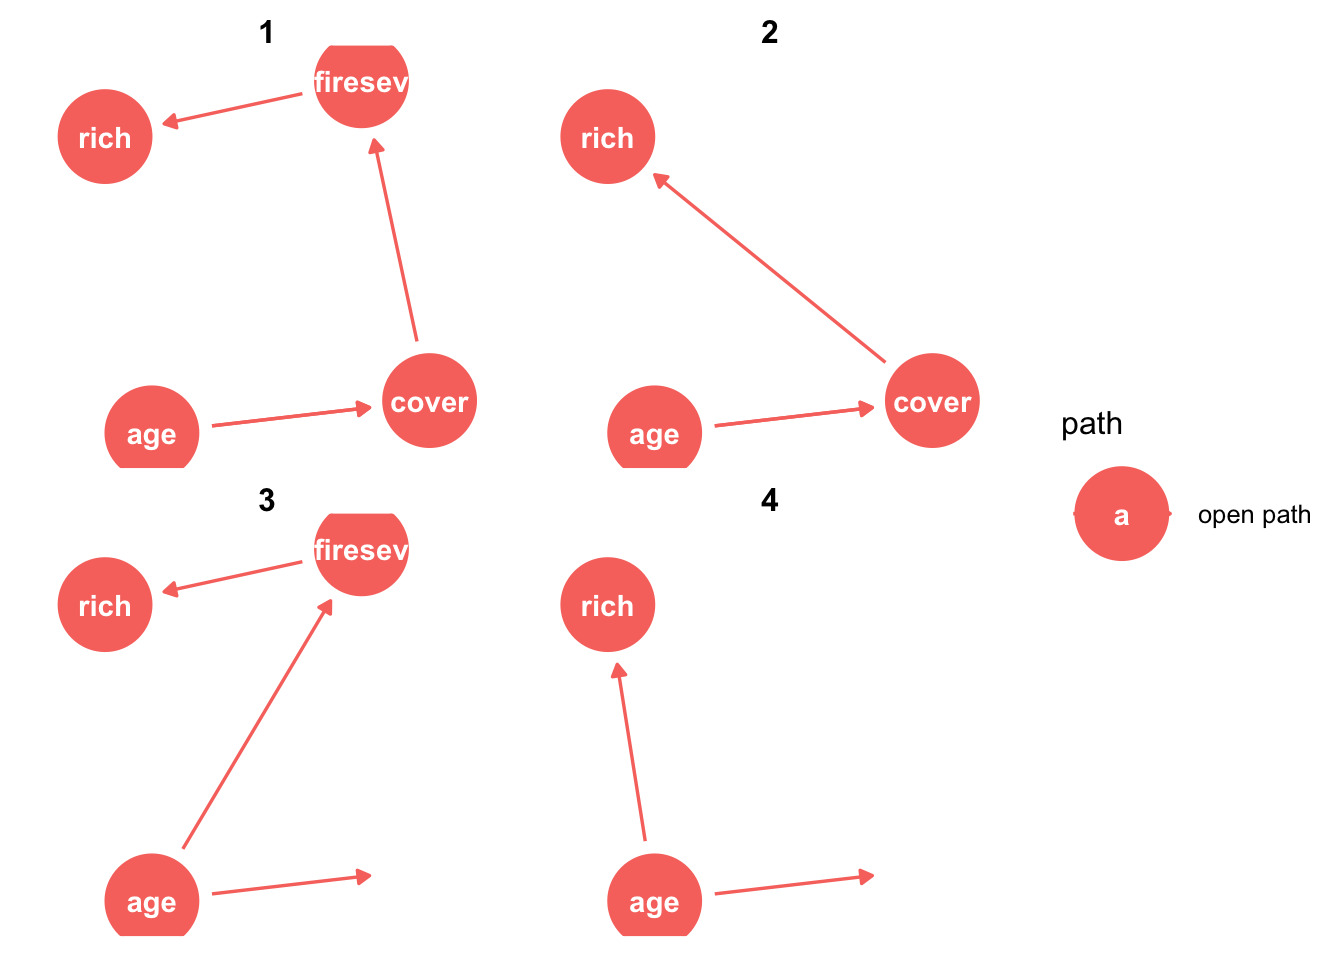 1
firesev
rich
cover
age
2
rich
cover
age
3
firesev
rich
age
4
rich
age
path
a
open path